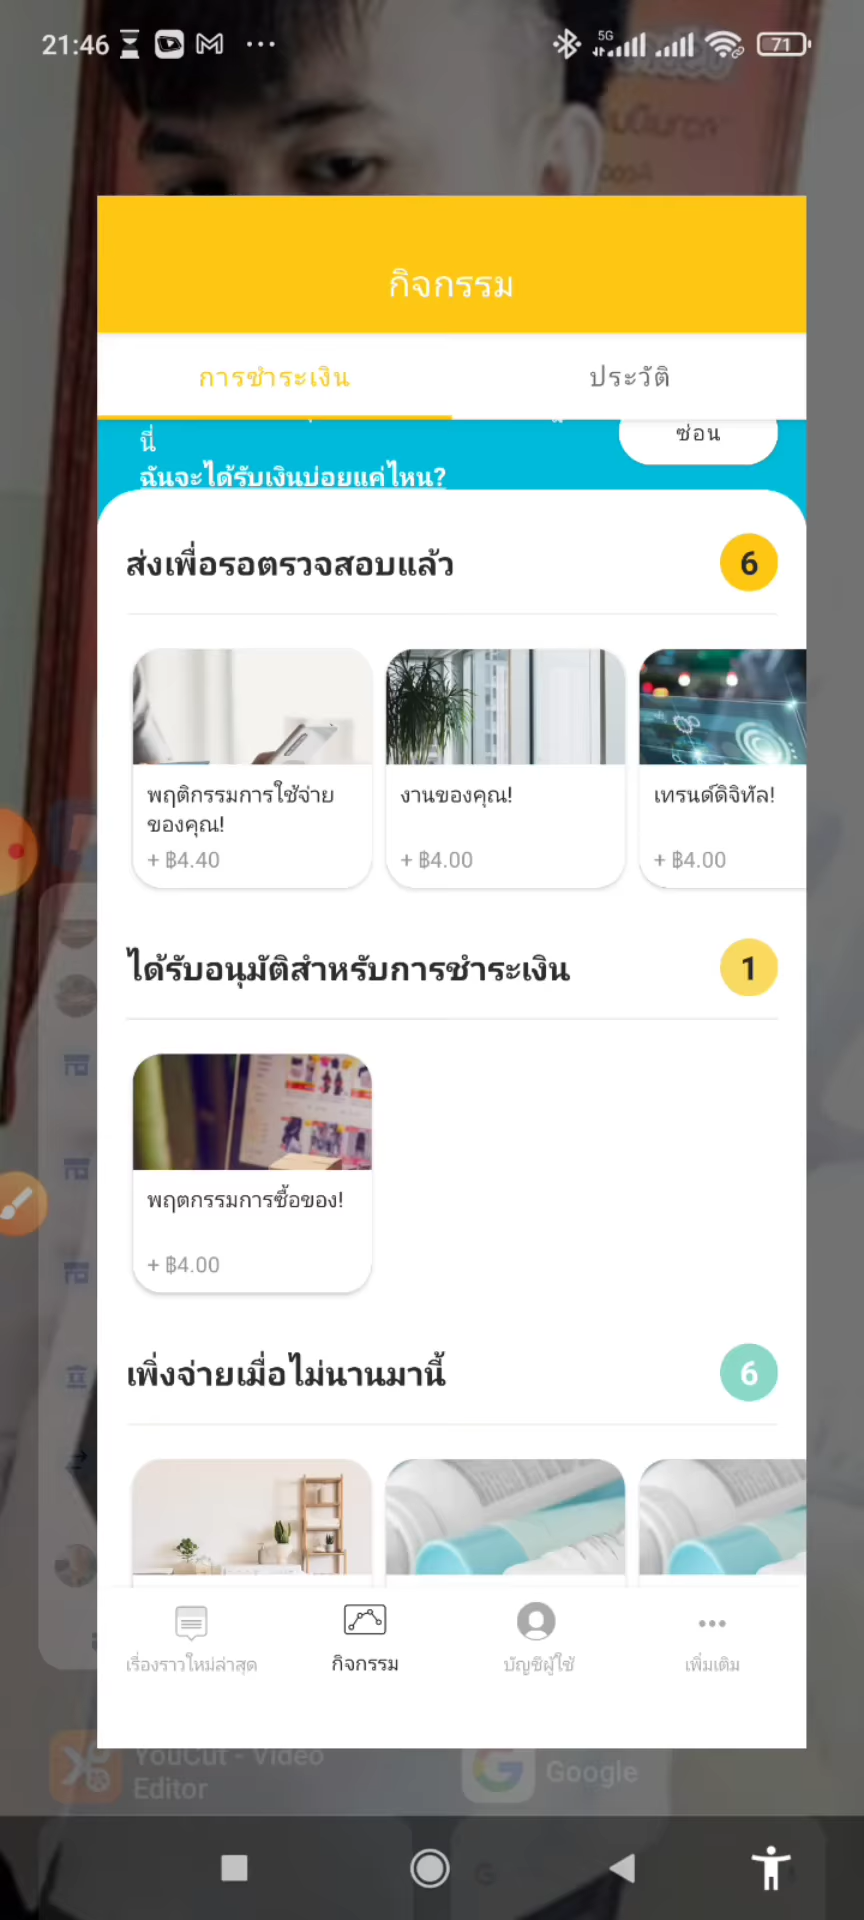 21:46
5G
71
กิจกรรม
การชำระเงิน
ประวัติ
นี่
ซ่อน
ฉันจะได้รับเงินบ่อยแค่ไหน?
ส่งเพื่อรอตรวจสอบแล้ว
6
พฤติกรรมการใช้จ่าย
ของคุณ!
+ ฿4.40
งานของคุณ!
+ ฿4.00
เทรนด์ดิจิทัล!
+ ฿4.00
ได้รับอนุมัติสำหรับการชำระเงิน
1
พฤตกรรมการซื้อของ!
+ ฿4.00
เพิ่งจ่ายเมื่อไม่นานมานี้
6
เรื่องราวใหม่ล่าสุด
กิจกรรม
บัญชีผู้ใช้
เพิ่มเติม
YouCut - Video
Editor
Google